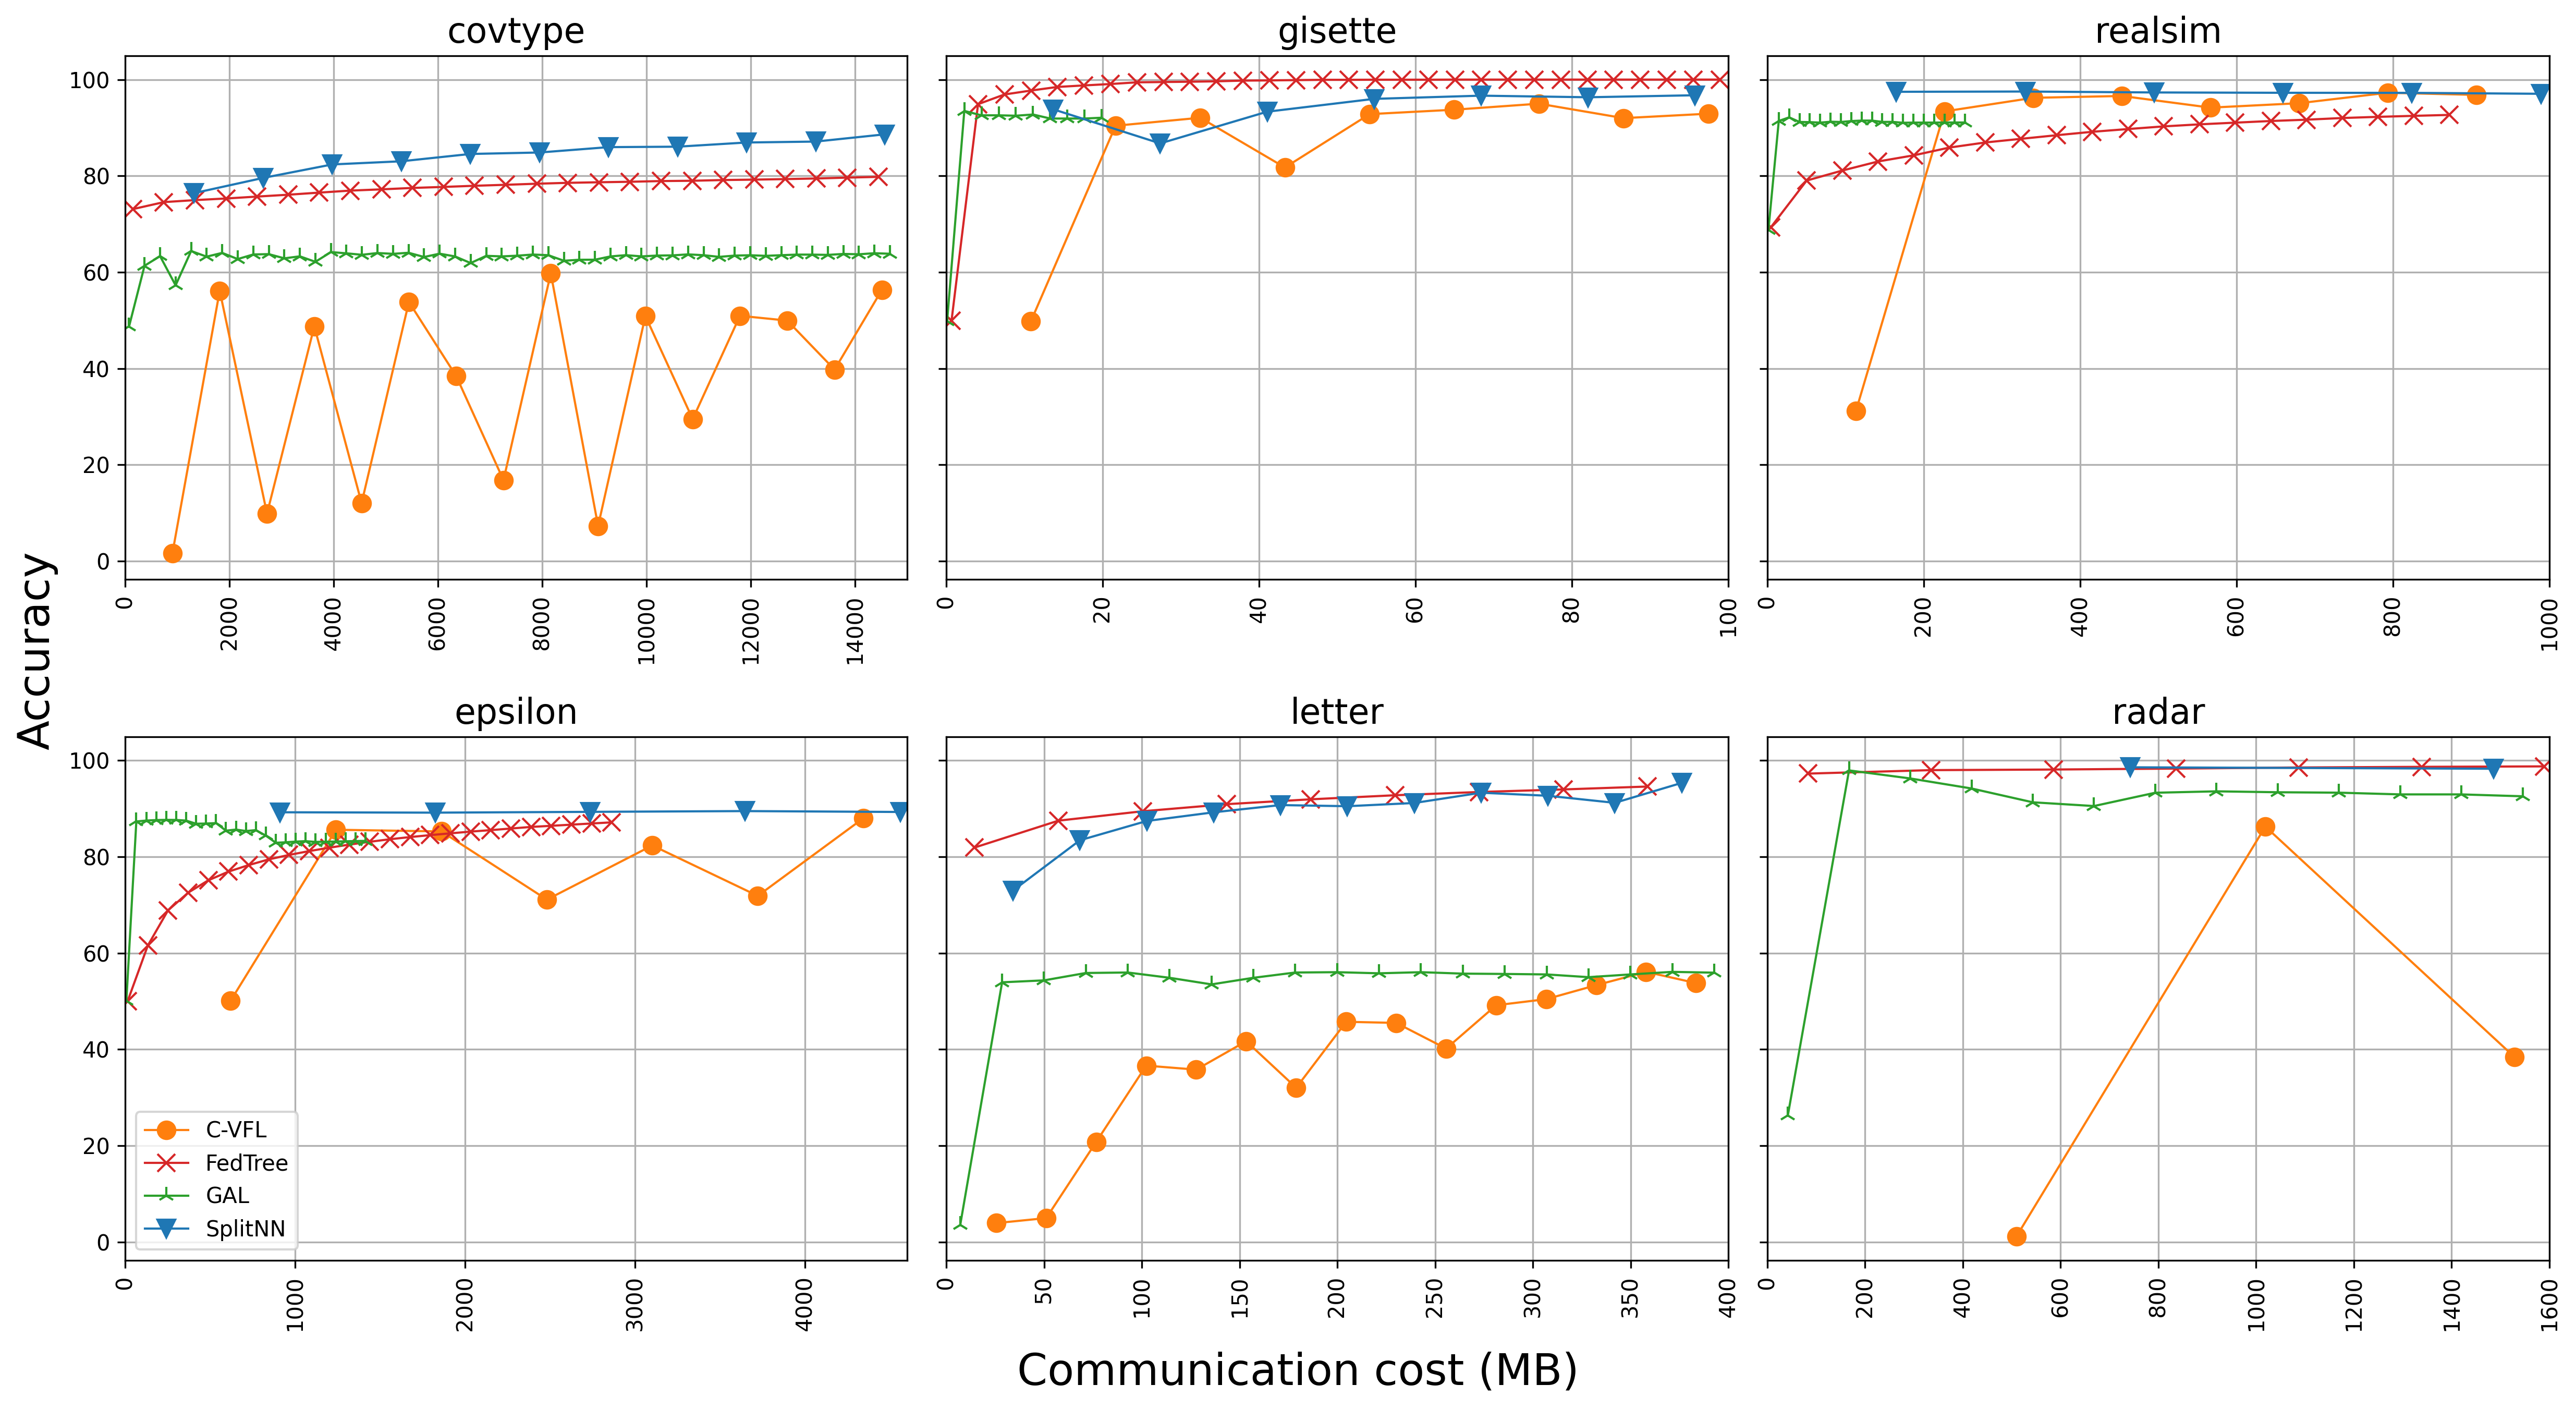 covtype
gisette
realsim
100
80
60
40
20
0
0 2000 4000 6000 8000 10000 12000 14000
0 20 40 60 80 100
0 200 400 600 800 1000
Accuracy
epsilon
letter
radar
100
80
60
40
20
0
C-VFL
FedTree
GAL
SplitNN
0 1000 2000 3000 4000
0 50 100 150 200 250 300 350 400
0 200 400 600 800 1000 1200 1400 1600
Communication cost (MB)